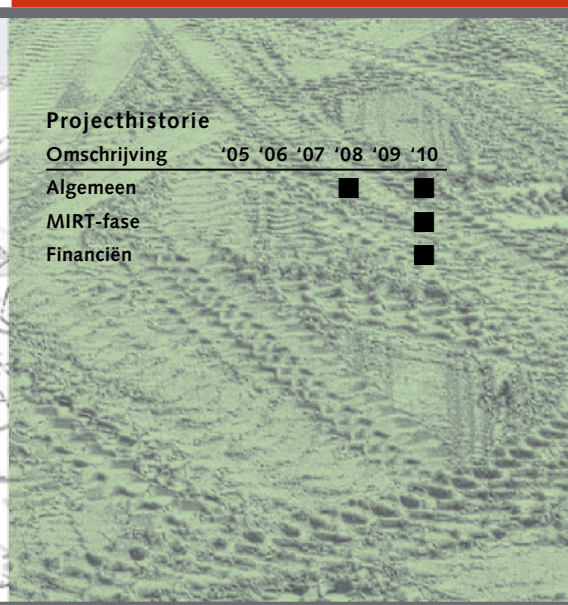 Projecthistorie
Omschrijving ‘05 ‘06 ‘07 ‘08 ‘09 ‘10
Algemeen ■ ■
MIRT-fase ■
Financiën ■